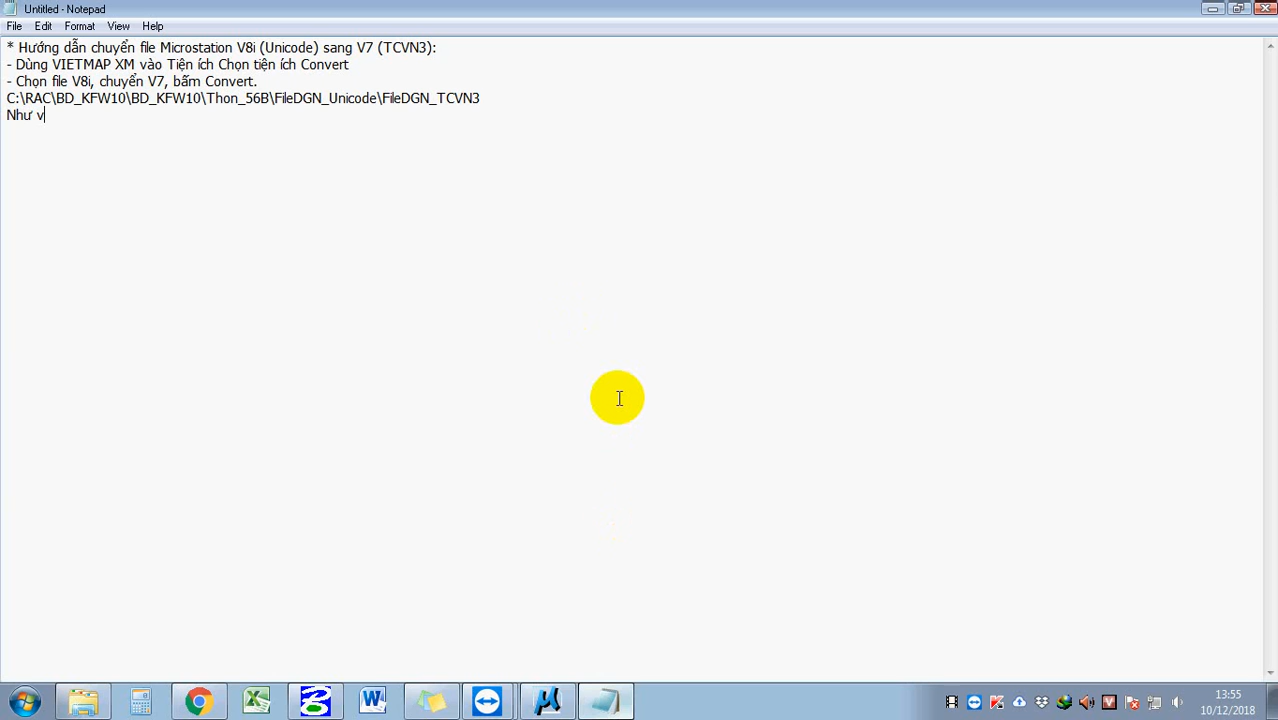 Untitled - Notepad
File Edit Format View Help
* Hướng dẫn chuyển file Microstation V8i (Unicode) sang V7 (TCVN3):
- Dùng VIETMAP XM vào Tiện ích Chọn tiện ích Convert
- Chọn file V8i, chuyển V7, bấm Convert.
C:\RAC\BD_KFW10\BD_KFW10\Thon_56B\FileDGN_Unicode\FileDGN_TCVN3
Như v
13:55
10/12/2018